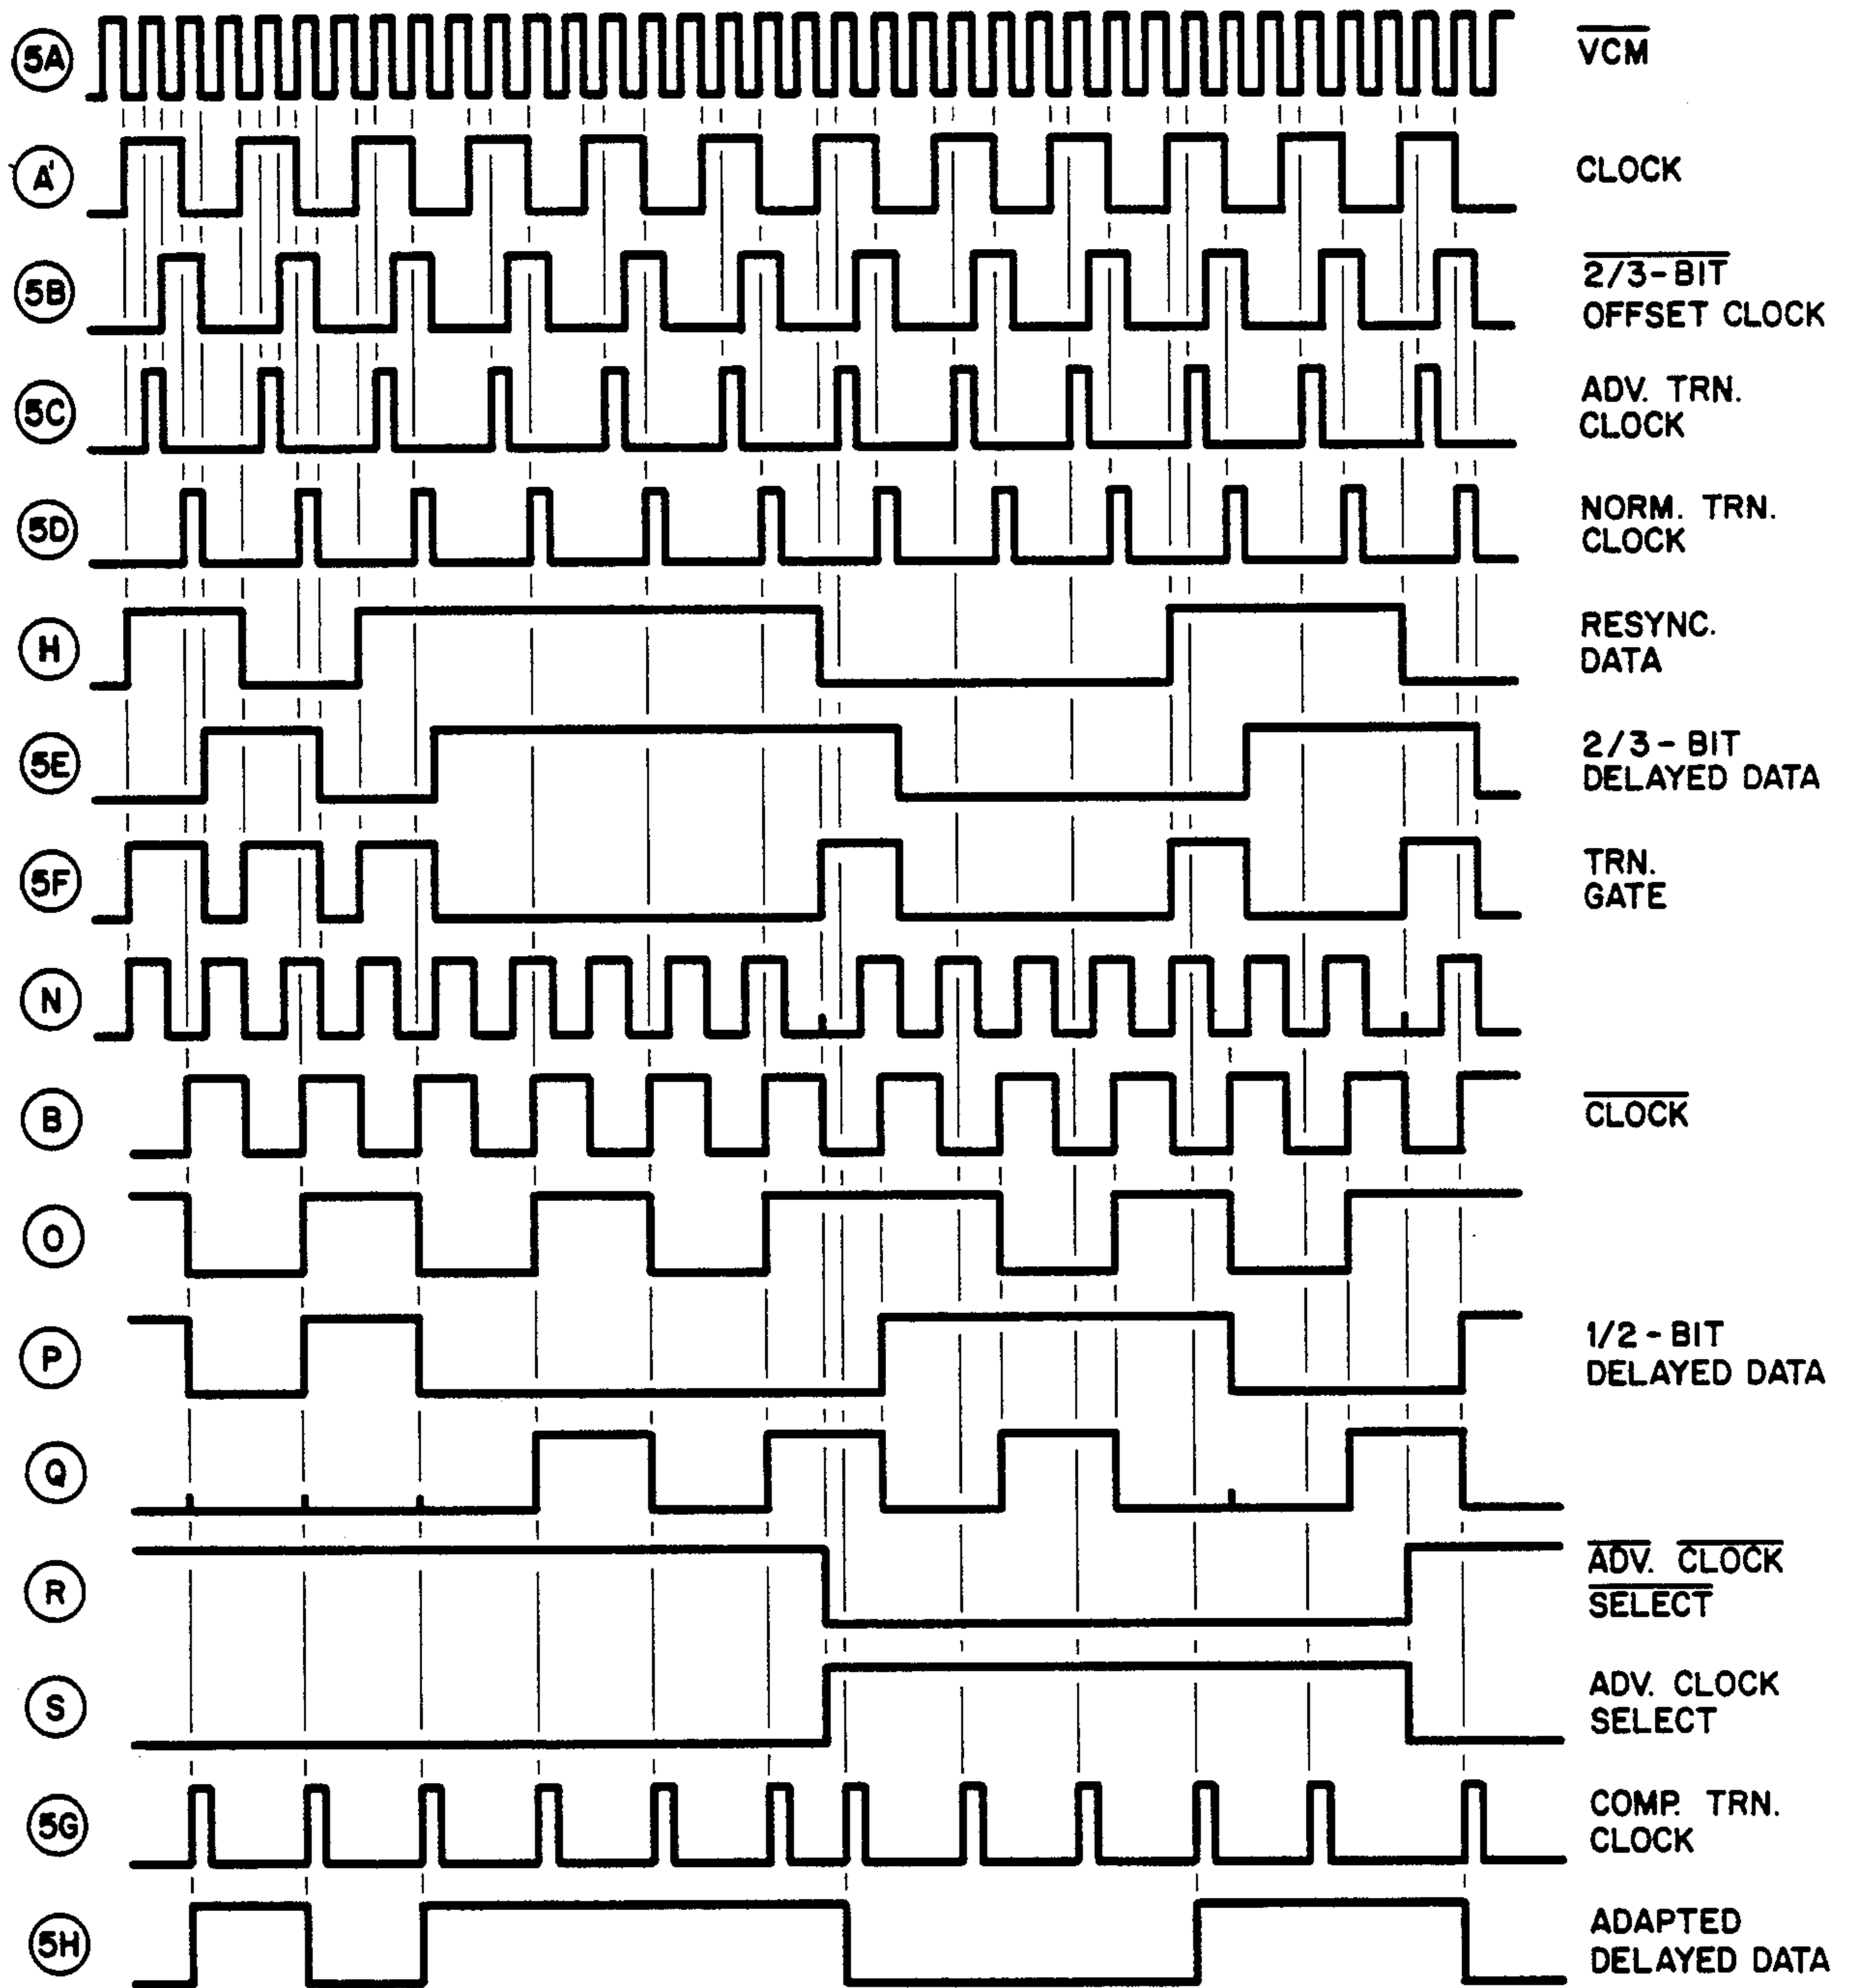 5A
VCM
A'
CLOCK
5B
2/3-BIT
OFFSET CLOCK
5C
ADV. TRN.
CLOCK
5D
NORM. TRN.
CLOCK
H
RESYNC.
DATA
5E
2/3-BIT
DELAYED DATA
5F
TRN.
GATE
N
B
CLOCK
O
P
1/2-BIT
DELAYED DATA
Q
R
ADV. CLOCK
SELECT
S
ADV. CLOCK
SELECT
5G
COMP. TRN.
CLOCK
5H
ADAPTED
DELAYED DATA